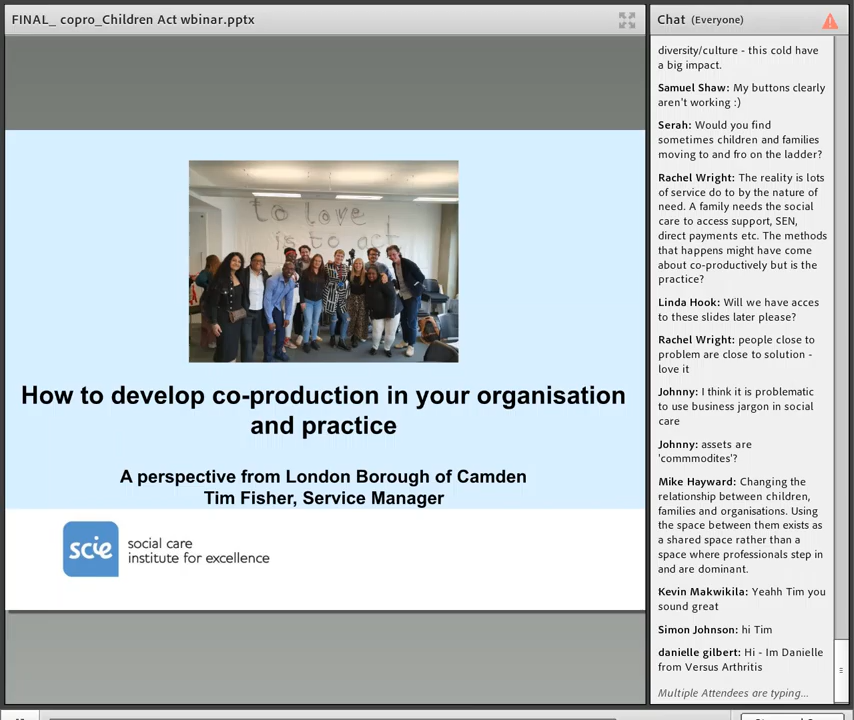 FINAL_ copro_Children Act wbinar.pptx
to love
is to act
How to develop co-production in your organisation
and practice
A perspective from London Borough of Camden
Tim Fisher, Service Manager
scie
social care
institute for excellence
Chat (Everyone)
diversity/culture - this cold have
a big impact.
Samuel Shaw: My buttons clearly
aren't working :)
Serah: Would you find
sometimes children and families
moving to and fro on the ladder?
Rachel Wright: The reality is lots
of service do to by the nature of
need. A family needs the social
care to access support, SEN,
direct payments etc. The methods
that happens might have come
about co-productively but is the
practice?
Linda Hook: Will we have acces
to these slides later please?
Rachel Wright: people close to
problem are close to solution -
love it
Johnny: I think it is problematic
to use business jargon in social
care
Johnny: assets are
'commmodites'?
Mike Hayward: Changing the
relationship between children,
families and organisations. Using
the space between them exists as
a shared space rather than a
space where professionals step in
and are dominant.
Kevin Makwikila: Yeahh Tim you
sound great
Simon Johnson: hi Tim
danielle gilbert: Hi - Im Danielle
from Versus Arthritis
Multiple Attendees are typing...